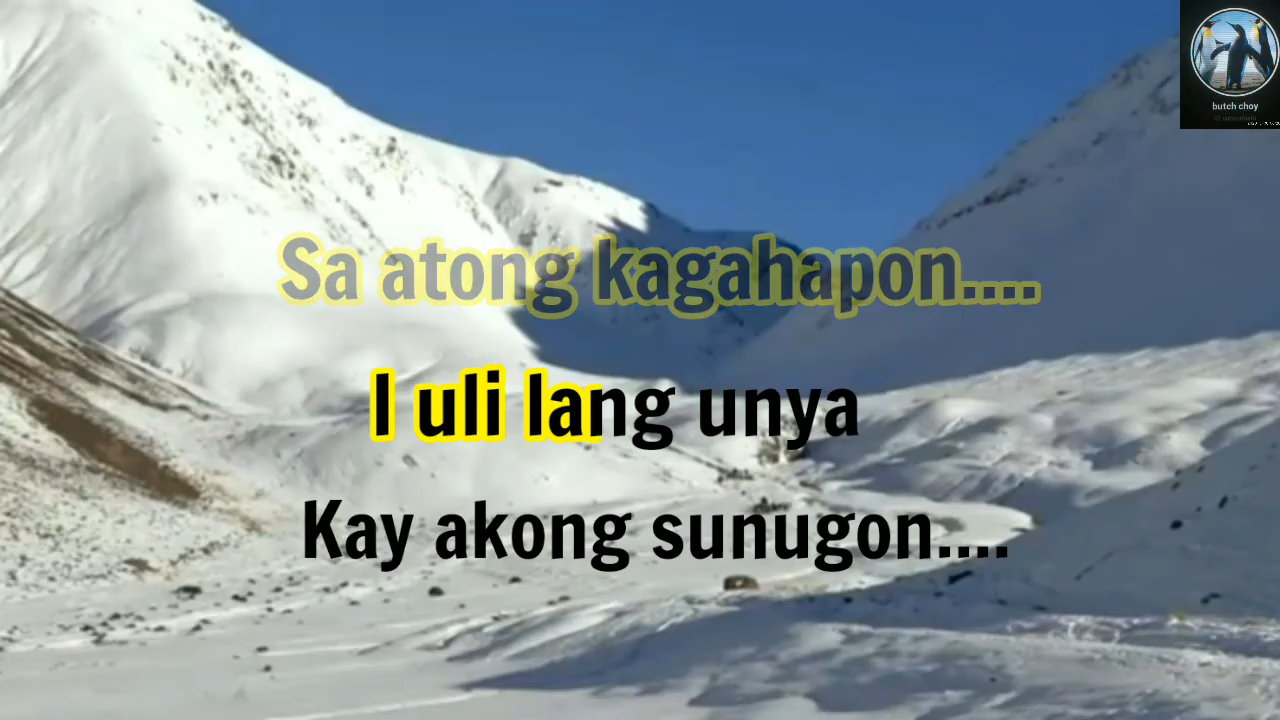 butch choy
Sa atong kagahapon....
I uli lang unya
Kay akong sunugon....